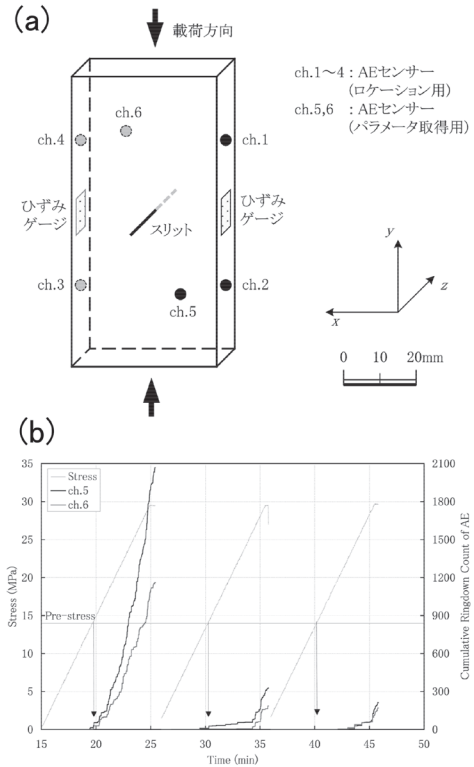 (a)
載荷方向
ch.1~4 : AEセンサー
(ロケーション用)
ch.5,6 : AEセンサー
(パラメータ取得用)
ch.6
ch.4
ch.1
ひずみ
ゲージ
スリット
ひずみ
ゲージ
ch.3
ch.2
ch.5
y
z
x
0 10 20mm
(b)
Stress
ch.5
ch.6
Pre-stress
Stress (MPa)
35
30
25
20
15
10
5
0
2100
1800
1500
1200
900
600
300
0
Cumulative Ringdown Count of AE
15 20 25 30 35 40 45 50
Time (min)